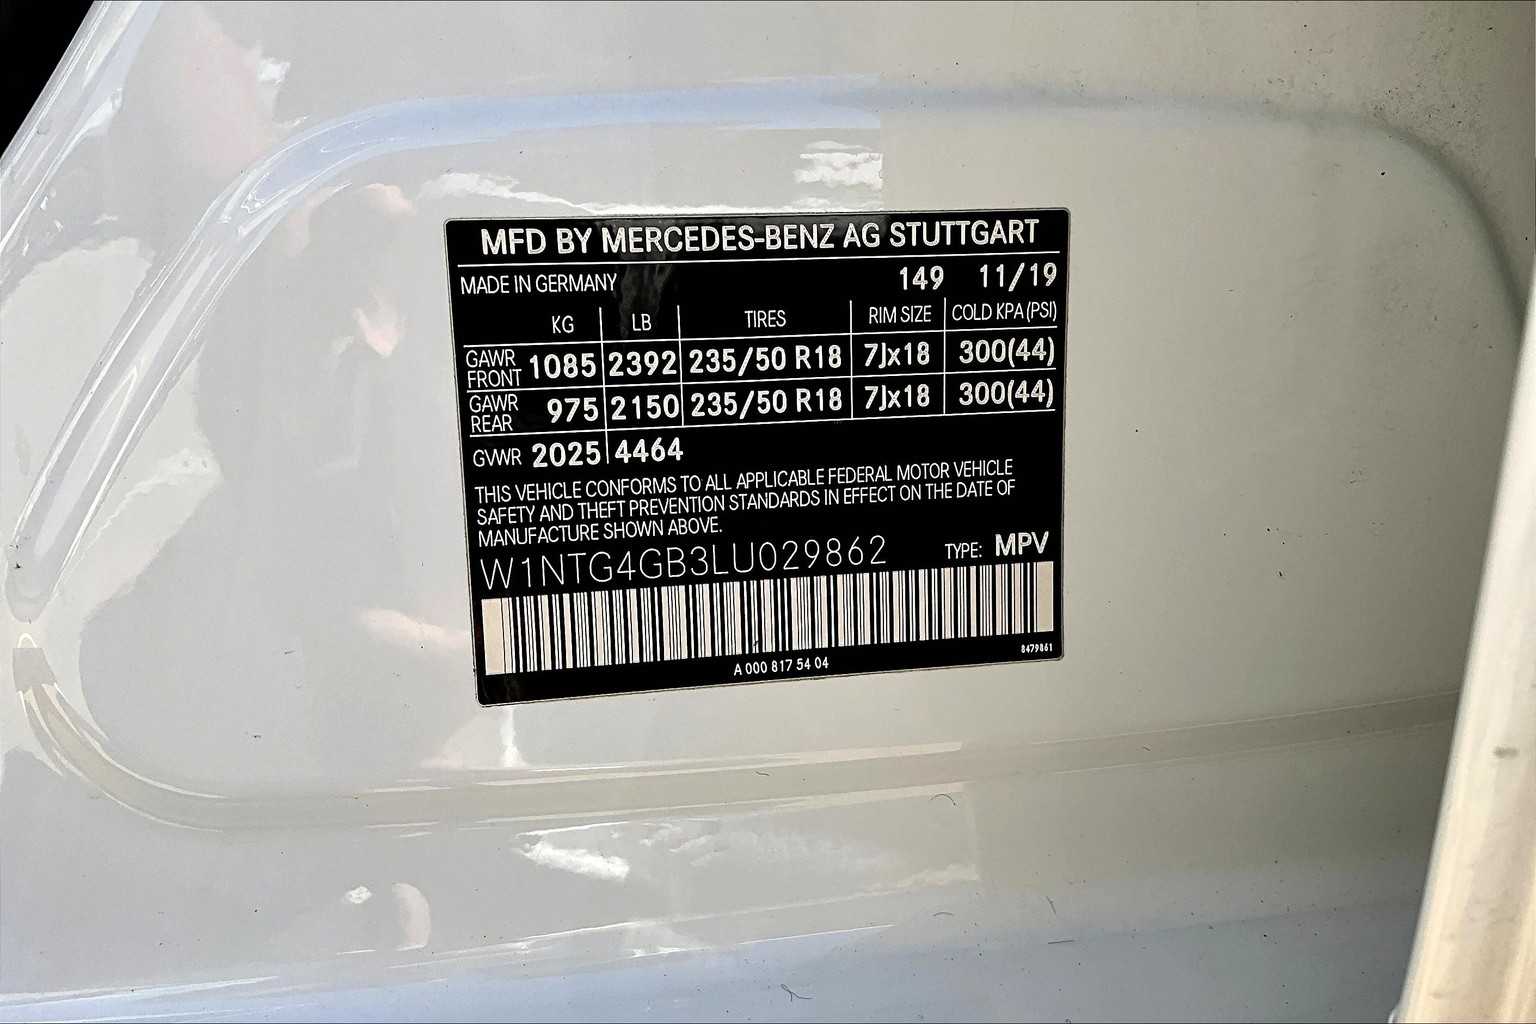 MFD BY MERCEDES-BENZ AG STUTTGART
MADE IN GERMANY 149 11/19
KG LB TIRES RIM SIZE COLD KPA (PSI)
GAWR FRONT 1085 2392 235/50 R18 7Jx18 300(44)
GAWR REAR 975 2150 235/50 R18 7Jx18 300(44)
GVWR 2025 4464
THIS VEHICLE CONFORMS TO ALL APPLICABLE FEDERAL MOTOR VEHICLE
SAFETY AND THEFT PREVENTION STANDARDS IN EFFECT ON THE DATE OF
MANUFACTURE SHOWN ABOVE.
W1NTG4GB3LU029862 TYPE: MPV
8479861
A 000 817 54 04